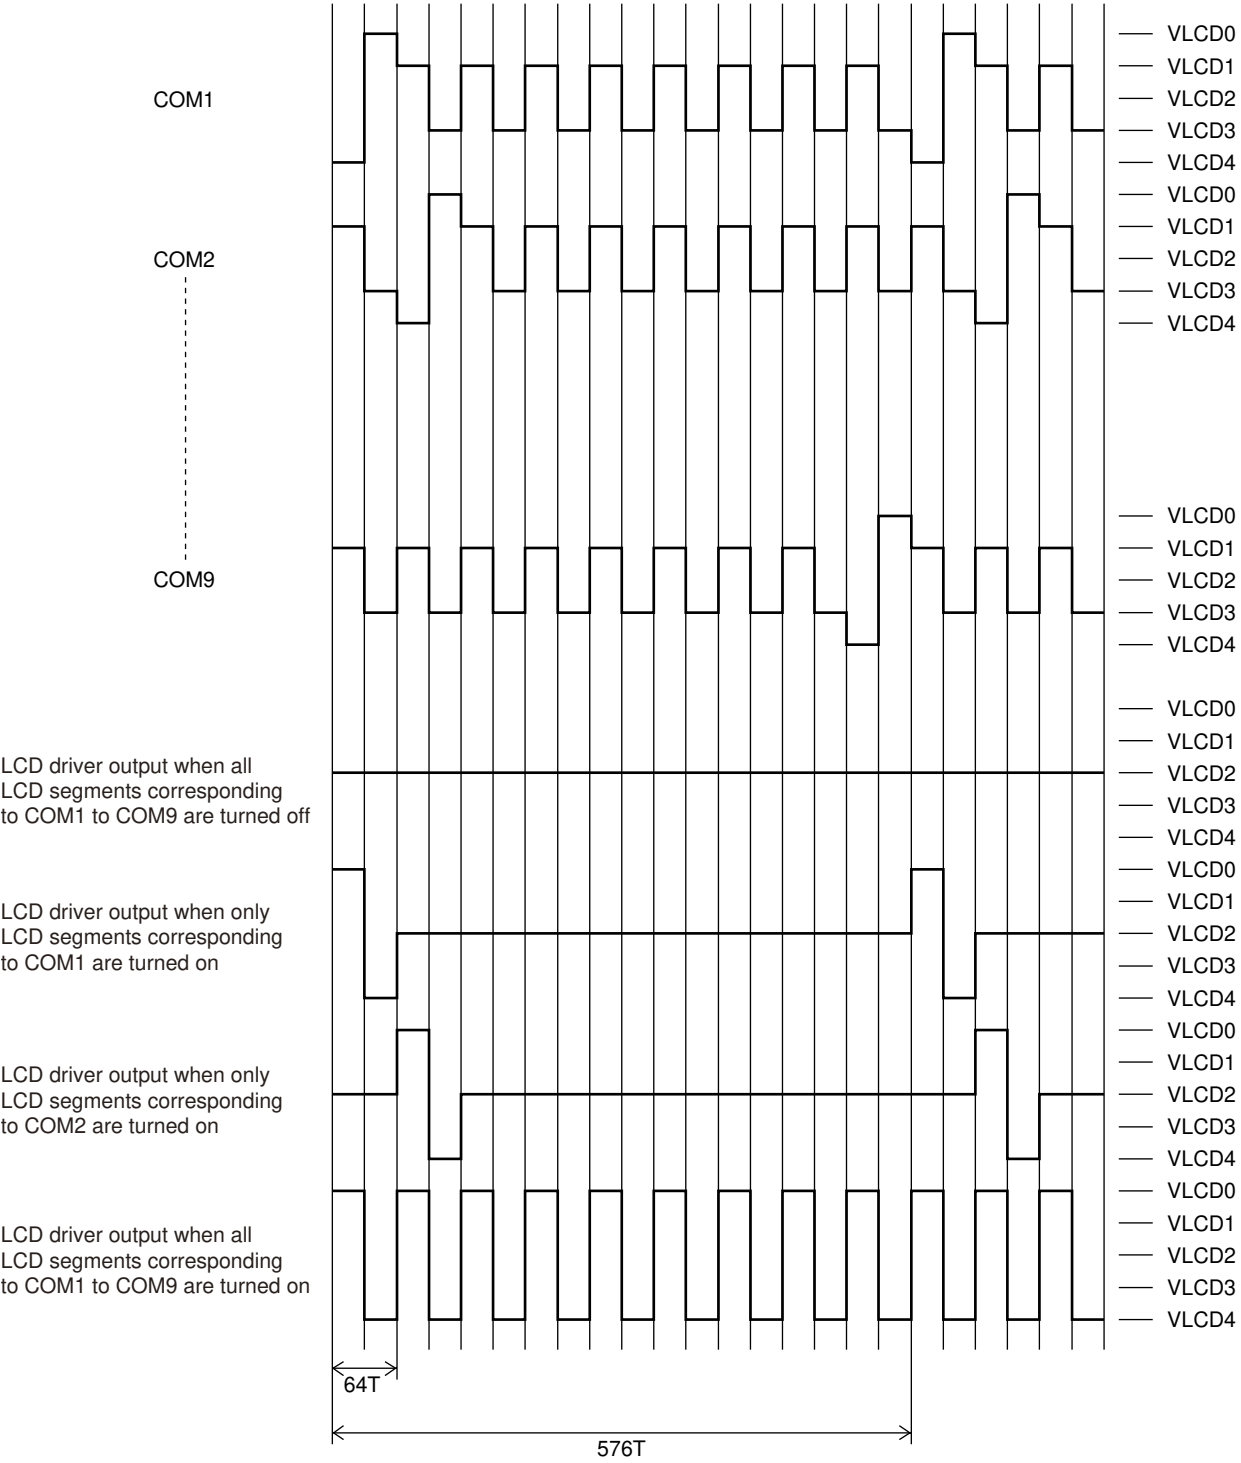 COM1
VLCD0
VLCD1
VLCD2
VLCD3
VLCD4
COM2
VLCD0
VLCD1
VLCD2
VLCD3
VLCD4
COM9
VLCD0
VLCD1
VLCD2
VLCD3
VLCD4
LCD driver output when all
LCD segments corresponding
to COM1 to COM9 are turned off
VLCD0
VLCD1
VLCD2
VLCD3
VLCD4
LCD driver output when only
LCD segments corresponding
to COM1 are turned on
VLCD0
VLCD1
VLCD2
VLCD3
VLCD4
LCD driver output when only
LCD segments corresponding
to COM2 are turned on
VLCD0
VLCD1
VLCD2
VLCD3
VLCD4
LCD driver output when all
LCD segments corresponding
to COM1 to COM9 are turned on
VLCD0
VLCD1
VLCD2
VLCD3
VLCD4
64T
576T